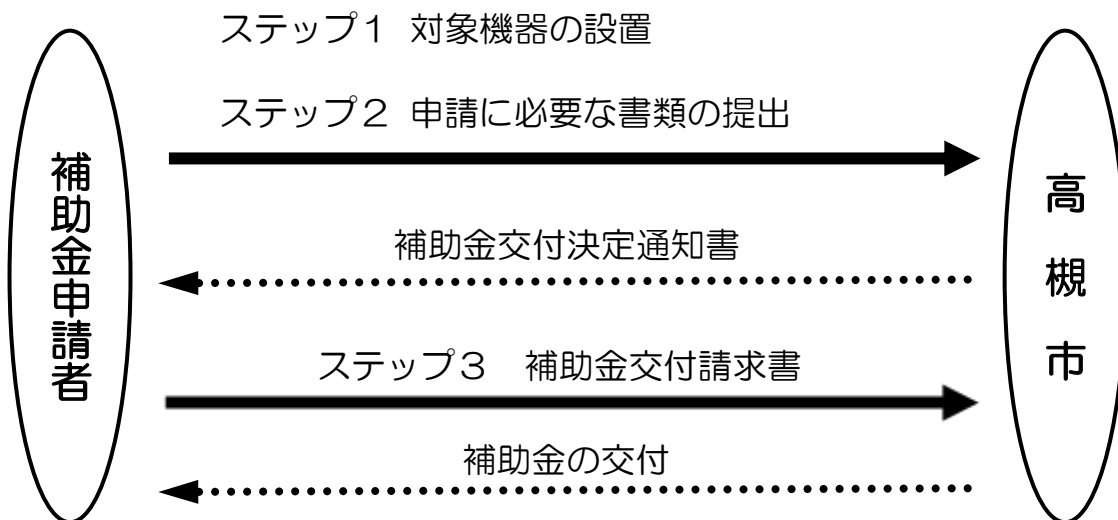 ステップ１ 対象機器の設置
ステップ２ 申請に必要な書類の提出
補助金申請者
高槻市
補助金交付決定通知書
ステップ３　補助金交付請求書
補助金の交付